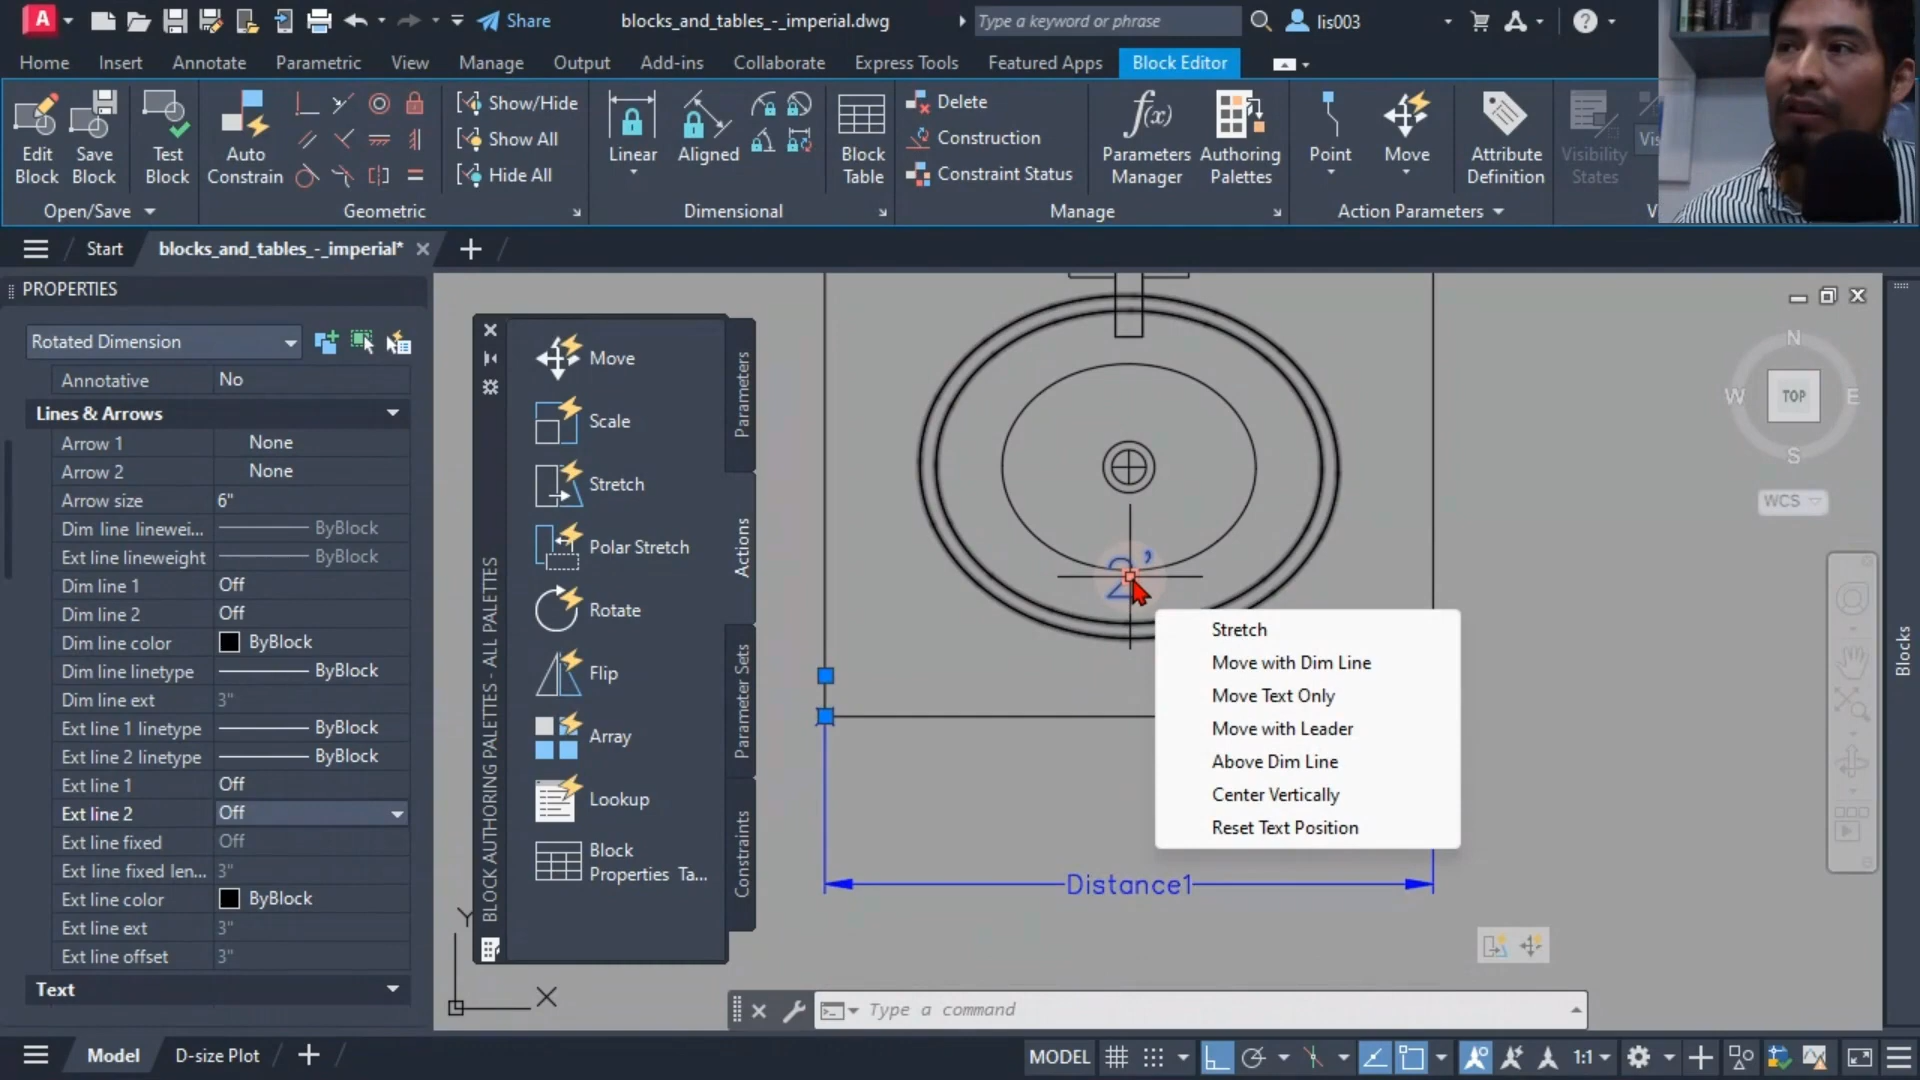 A
Share
blocks_and_tables_-_imperial.dwg
Type a keyword or phrase
lis003
Home
Insert
Annotate
Parametric
View
Manage
Output
Add-ins
Collaborate
Express Tools
Featured Apps
Block Editor
Edit Block
Save Block
Test Block
Auto Constrain
Show/Hide
Show All
Hide All
Linear
Aligned
Block Table
Delete
Construction
Constraint Status
f(x)
Parameters Manager
Authoring Palettes
Point
Move
Attribute Definition
Visibility States
Open/Save
Geometric
Dimensional
Manage
Action Parameters
Start
blocks_and_tables_-_imperial*
PROPERTIES
Rotated Dimension
Annotative No
Lines & Arrows
Arrow 1 None
Arrow 2 None
Arrow size 6"
Dim line linewei... ByBlock
Ext line lineweight ByBlock
Dim line 1 Off
Dim line 2 Off
Dim line color ByBlock
Dim line linetype ByBlock
Dim line ext 3"
Ext line 1 linetype ByBlock
Ext line 2 linetype ByBlock
Ext line 1 Off
Ext line 2 Off
Ext line fixed Off
Ext line fixed len... 3"
Ext line color ByBlock
Ext line ext 3"
Ext line offset 3"
Text
Move
Scale
Stretch
Polar Stretch
Rotate
Flip
Array
Lookup
Block
Properties Ta...
BLOCK AUTHORING PALETTES - ALL PALETTES
Parameters
Actions
Parameter Sets
Constraints
2'
Stretch
Move with Dim Line
Move Text Only
Move with Leader
Above Dim Line
Center Vertically
Reset Text Position
Distance1
N
W
TOP
E
S
WCS
Blocks
Y
X
Type a command
Model
D-size Plot
MODEL
1:1